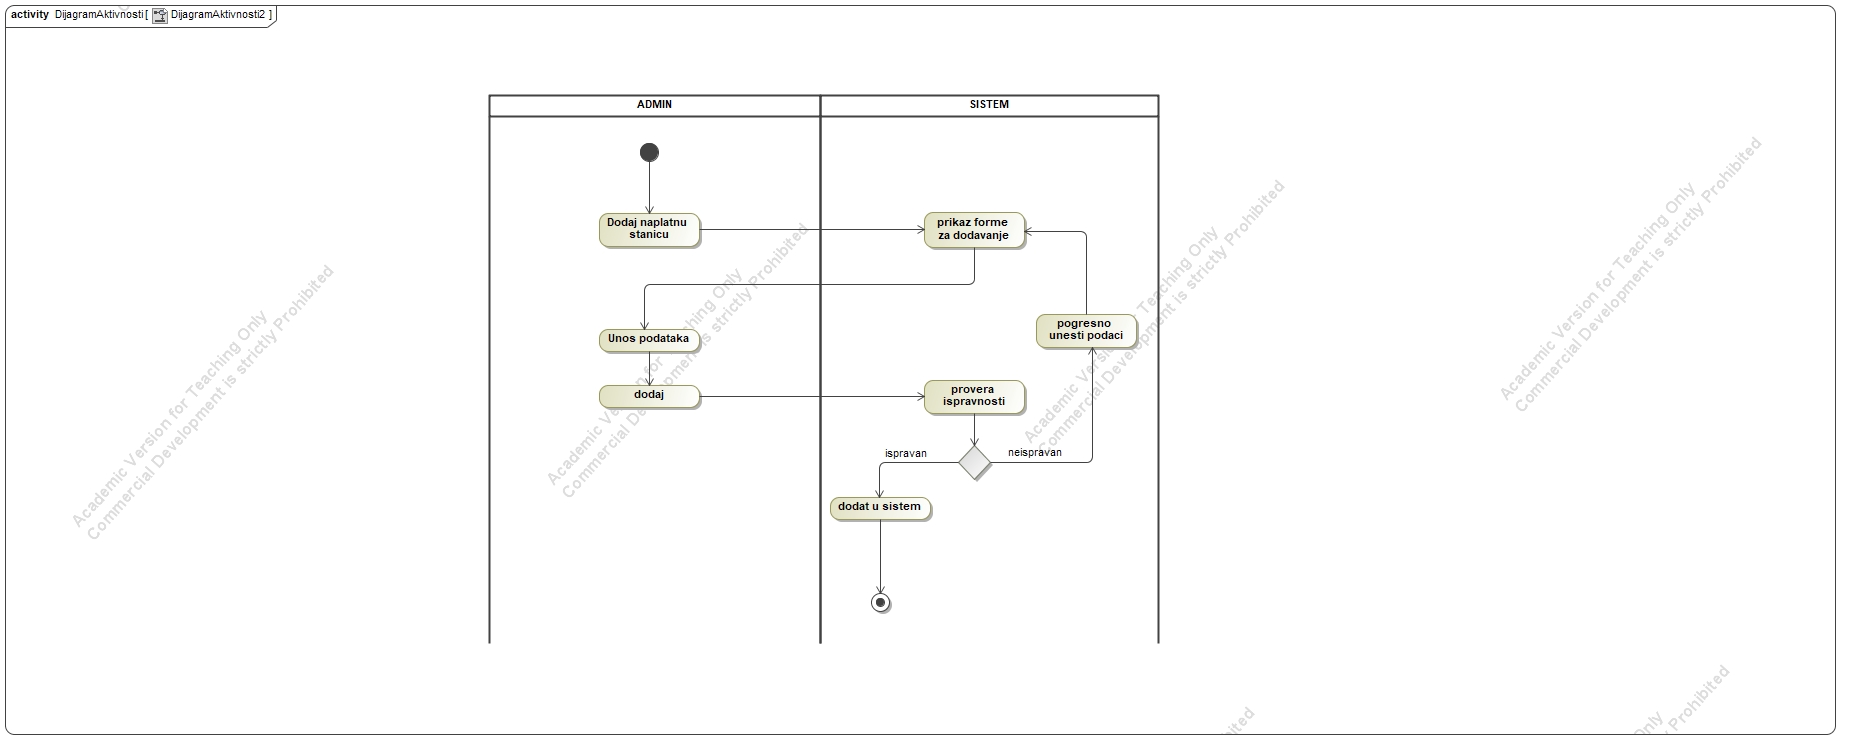 activity DijagramAktivnosti [ DijagramAktivnosti2 ]
ADMIN
SISTEM
Dodaj naplatnu
stanicu
prikaz forme
za dodavanje
Unos podataka
pogresno
unesti podaci
dodaj
provera
ispravnosti
ispravan
neispravan
dodat u sistem
Academic Version for Teaching Only
Commercial Development is strictly Prohibited
Academic Version for Teaching Only
Commercial Development is strictly Prohibited
Academic Version for Teaching Only
Commercial Development is strictly Prohibited
Academic Version for Teaching Only
Commercial Development is strictly Prohibited
Only
Prohibited